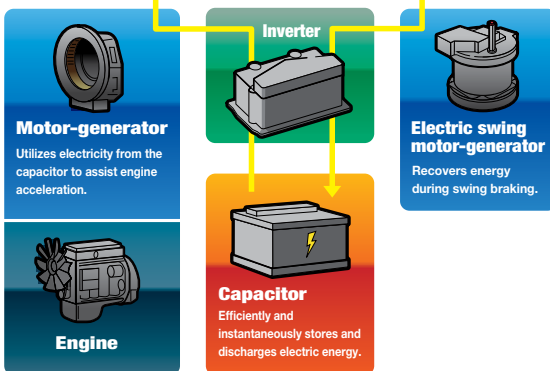 Motor-generator
Utilizes electricity from the
capacitor to assist engine
acceleration.
Engine
Inverter
Capacitor
Efficiently and
instantaneously stores and
discharges electric energy.
Electric swing
motor-generator
Recovers energy
during swing braking.